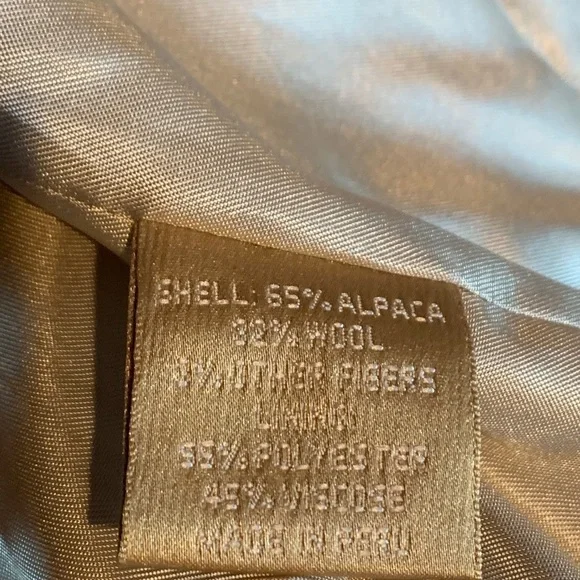 SHELL: 65% ALPACA
32% WOOL
3% OTHER FIBERS
LINING
55% POLYESTER
45% VISCOSE
MADE IN PERU